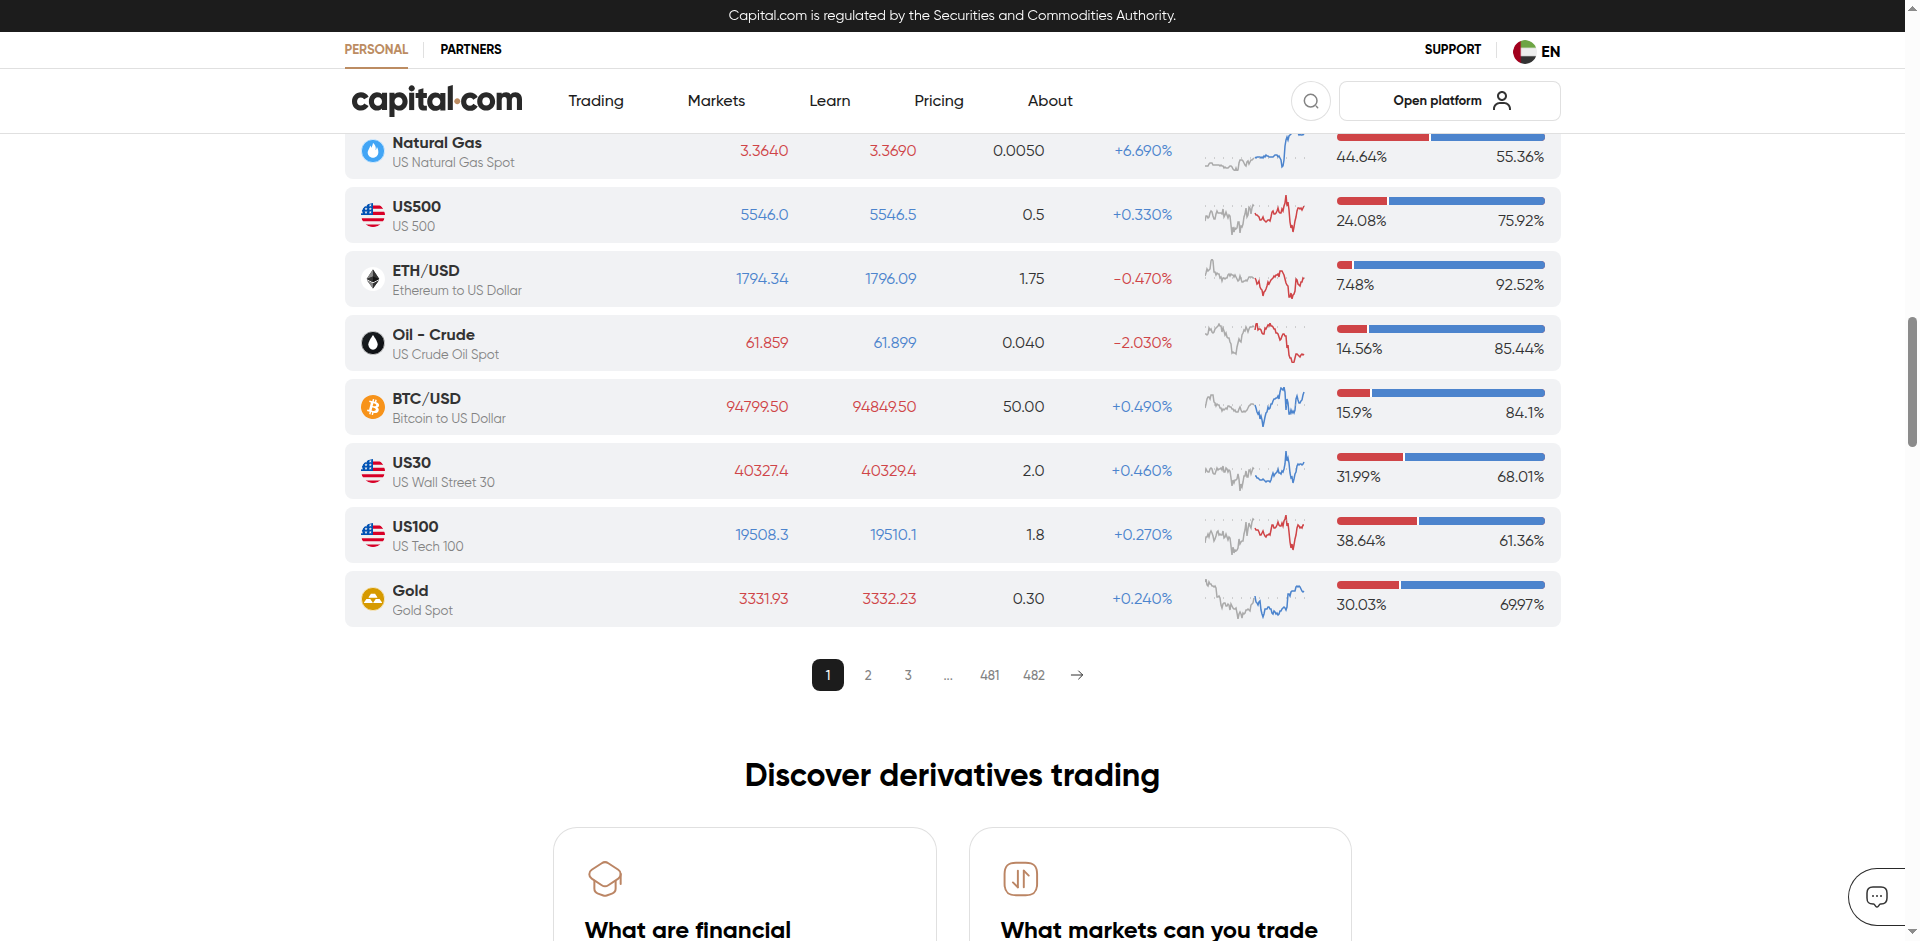 Capital.com is regulated by the Securities and Commodities Authority.
PERSONAL PARTNERS SUPPORT EN
capital.com Trading Markets Learn Pricing About Open platform
Natural Gas 3.3640 3.3690 0.0050 +6.690% 44.64% 55.36%
US Natural Gas Spot
US500 5546.0 5546.5 0.5 +0.330% 24.08% 75.92%
US 500
ETH/USD 1794.34 1796.09 1.75 -0.470% 7.48% 92.52%
Ethereum to US Dollar
Oil - Crude 61.859 61.899 0.040 -2.030% 14.56% 85.44%
US Crude Oil Spot
BTC/USD 94799.50 94849.50 50.00 +0.490% 15.9% 84.1%
Bitcoin to US Dollar
US30 40327.4 40329.4 2.0 +0.460% 31.99% 68.01%
US Wall Street 30
US100 19508.3 19510.1 1.8 +0.270% 38.64% 61.36%
US Tech 100
Gold 3331.93 3332.23 0.30 +0.240% 30.03% 69.97%
Gold Spot
1 2 3 ... 481 482
Discover derivatives trading
What are financial What markets can you trade